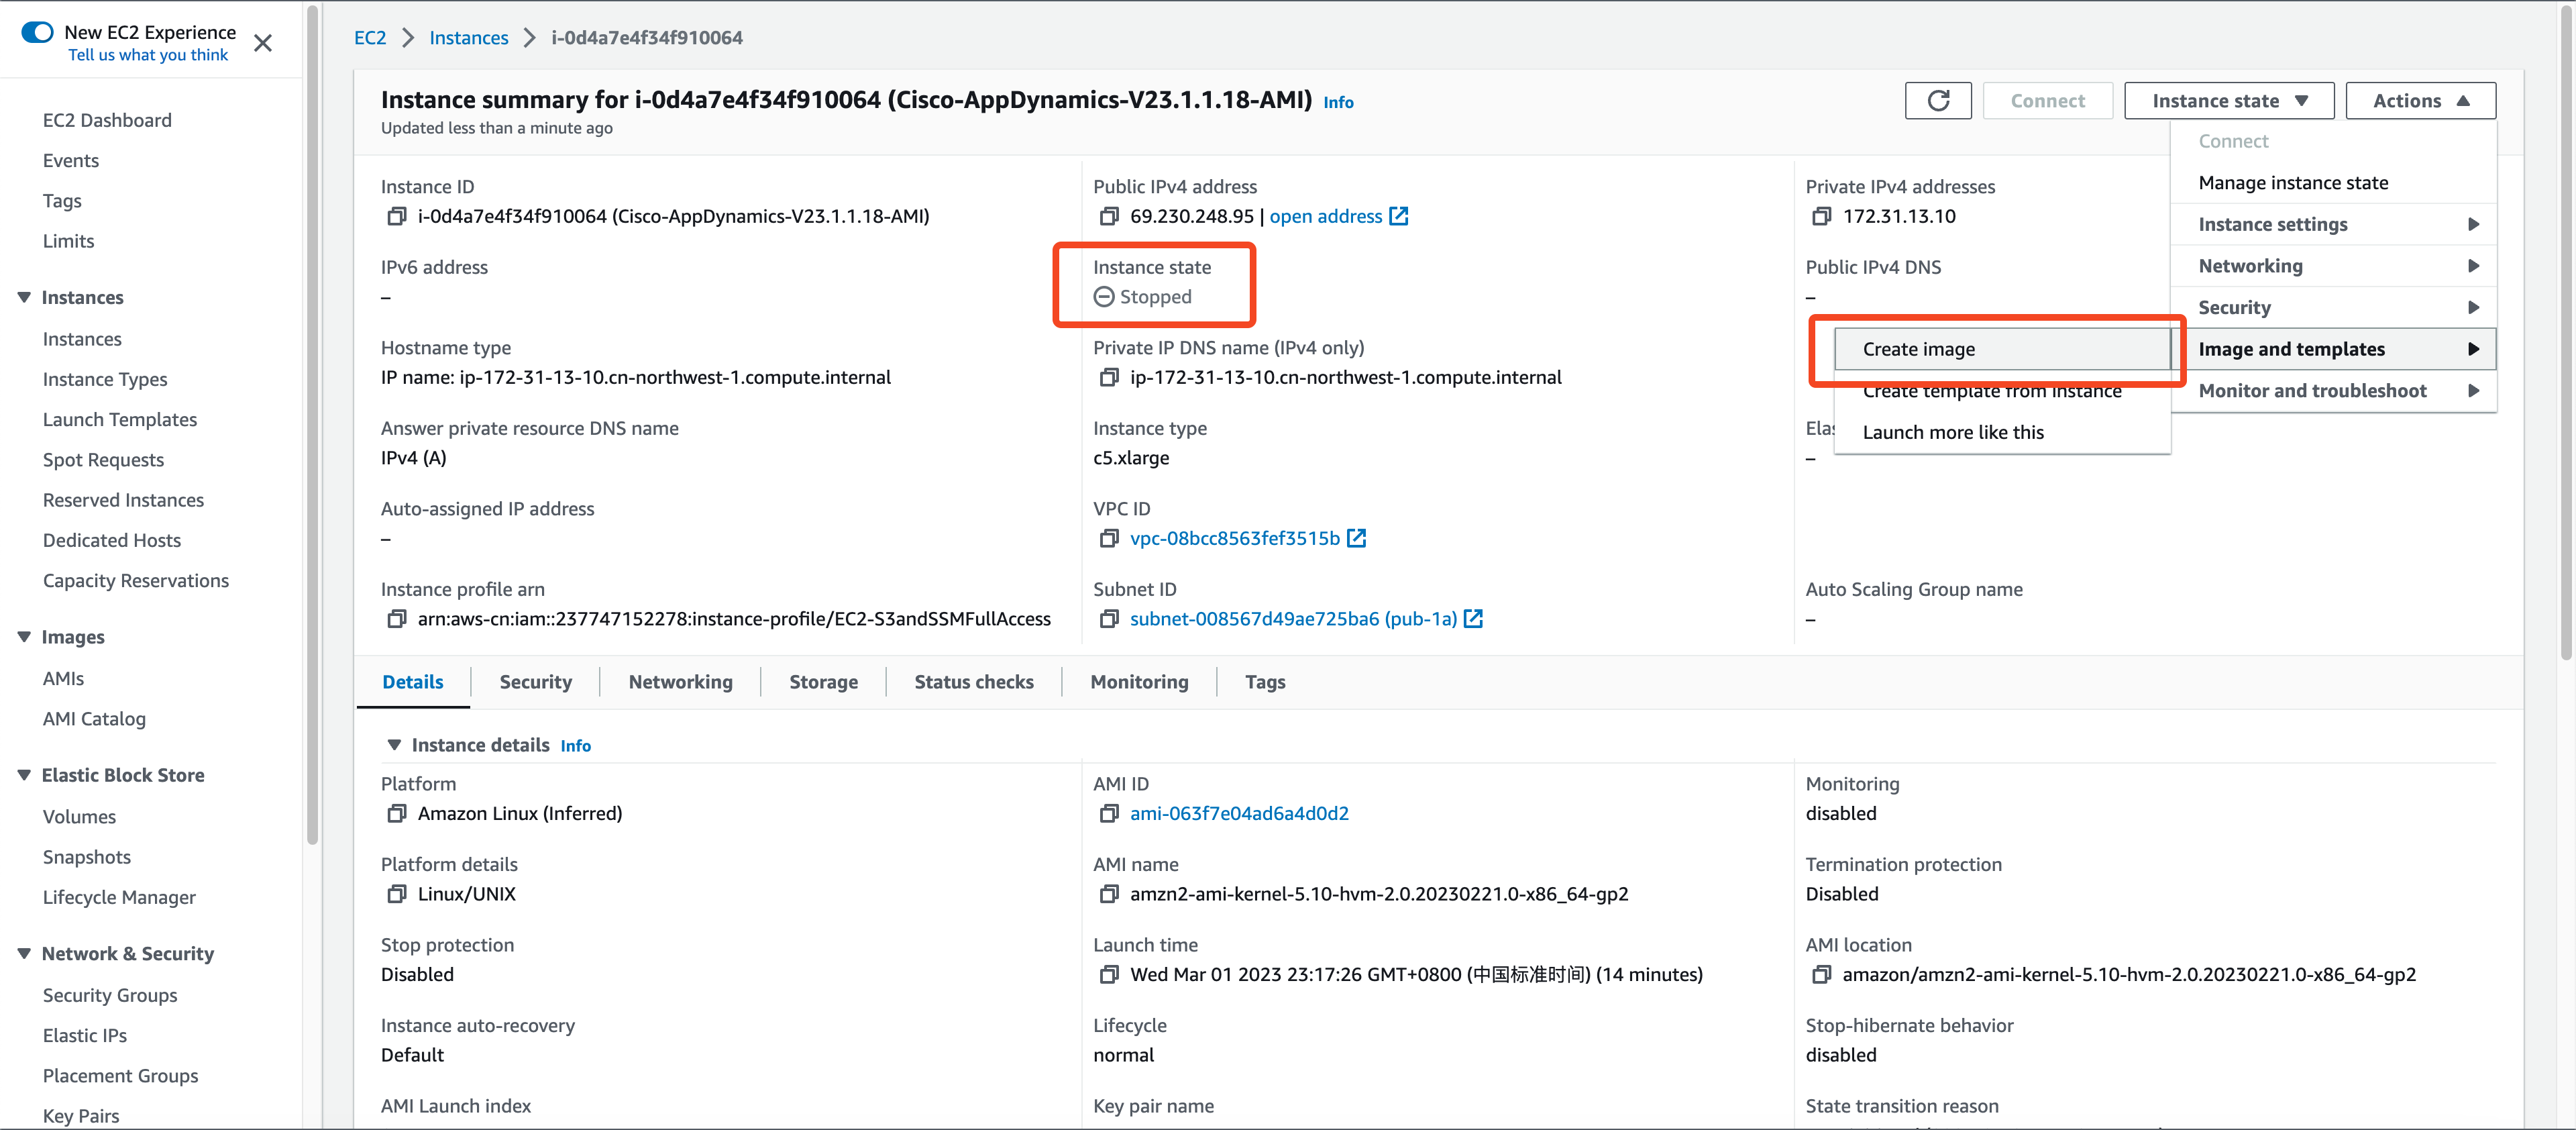 New EC2 Experience
Tell us what you think
EC2 Dashboard
Events
Tags
Limits
Instances
Instances
Instance Types
Launch Templates
Spot Requests
Reserved Instances
Dedicated Hosts
Capacity Reservations
Images
AMIs
AMI Catalog
Elastic Block Store
Volumes
Snapshots
Lifecycle Manager
Network & Security
Security Groups
Elastic IPs
Placement Groups
Key Pairs
EC2 > Instances > i-0d4a7e4f34f910064
Instance summary for i-0d4a7e4f34f910064 (Cisco-AppDynamics-V23.1.1.18-AMI) Info
Updated less than a minute ago
Connect
Instance state
Actions
Connect
Manage instance state
Instance settings
Networking
Security
Image and templates
Monitor and troubleshoot
Create image
Create template from instance
Launch more like this
Instance ID
i-0d4a7e4f34f910064 (Cisco-AppDynamics-V23.1.1.18-AMI)
Public IPv4 address
69.230.248.95 | open address
Private IPv4 addresses
172.31.13.10
IPv6 address
–
Instance state
Stopped
Public IPv4 DNS
–
Hostname type
IP name: ip-172-31-13-10.cn-northwest-1.compute.internal
Private IP DNS name (IPv4 only)
ip-172-31-13-10.cn-northwest-1.compute.internal
Answer private resource DNS name
IPv4 (A)
Instance type
c5.xlarge
–
Auto-assigned IP address
–
VPC ID
vpc-08bcc8563fef3515b
Instance profile arn
arn:aws-cn:iam::237747152278:instance-profile/EC2-S3andSSMFullAccess
Subnet ID
subnet-008567d49ae725ba6 (pub-1a)
Auto Scaling Group name
–
Details
Security
Networking
Storage
Status checks
Monitoring
Tags
Instance details Info
Platform
Amazon Linux (Inferred)
AMI ID
ami-063f7e04ad6a4d0d2
Monitoring
disabled
Platform details
Linux/UNIX
AMI name
amzn2-ami-kernel-5.10-hvm-2.0.20230221.0-x86_64-gp2
Termination protection
Disabled
Stop protection
Disabled
Launch time
Wed Mar 01 2023 23:17:26 GMT+0800 (中国标准时间) (14 minutes)
AMI location
amazon/amzn2-ami-kernel-5.10-hvm-2.0.20230221.0-x86_64-gp2
Instance auto-recovery
Default
Lifecycle
normal
Stop-hibernate behavior
disabled
AMI Launch index
Key pair name
State transition reason